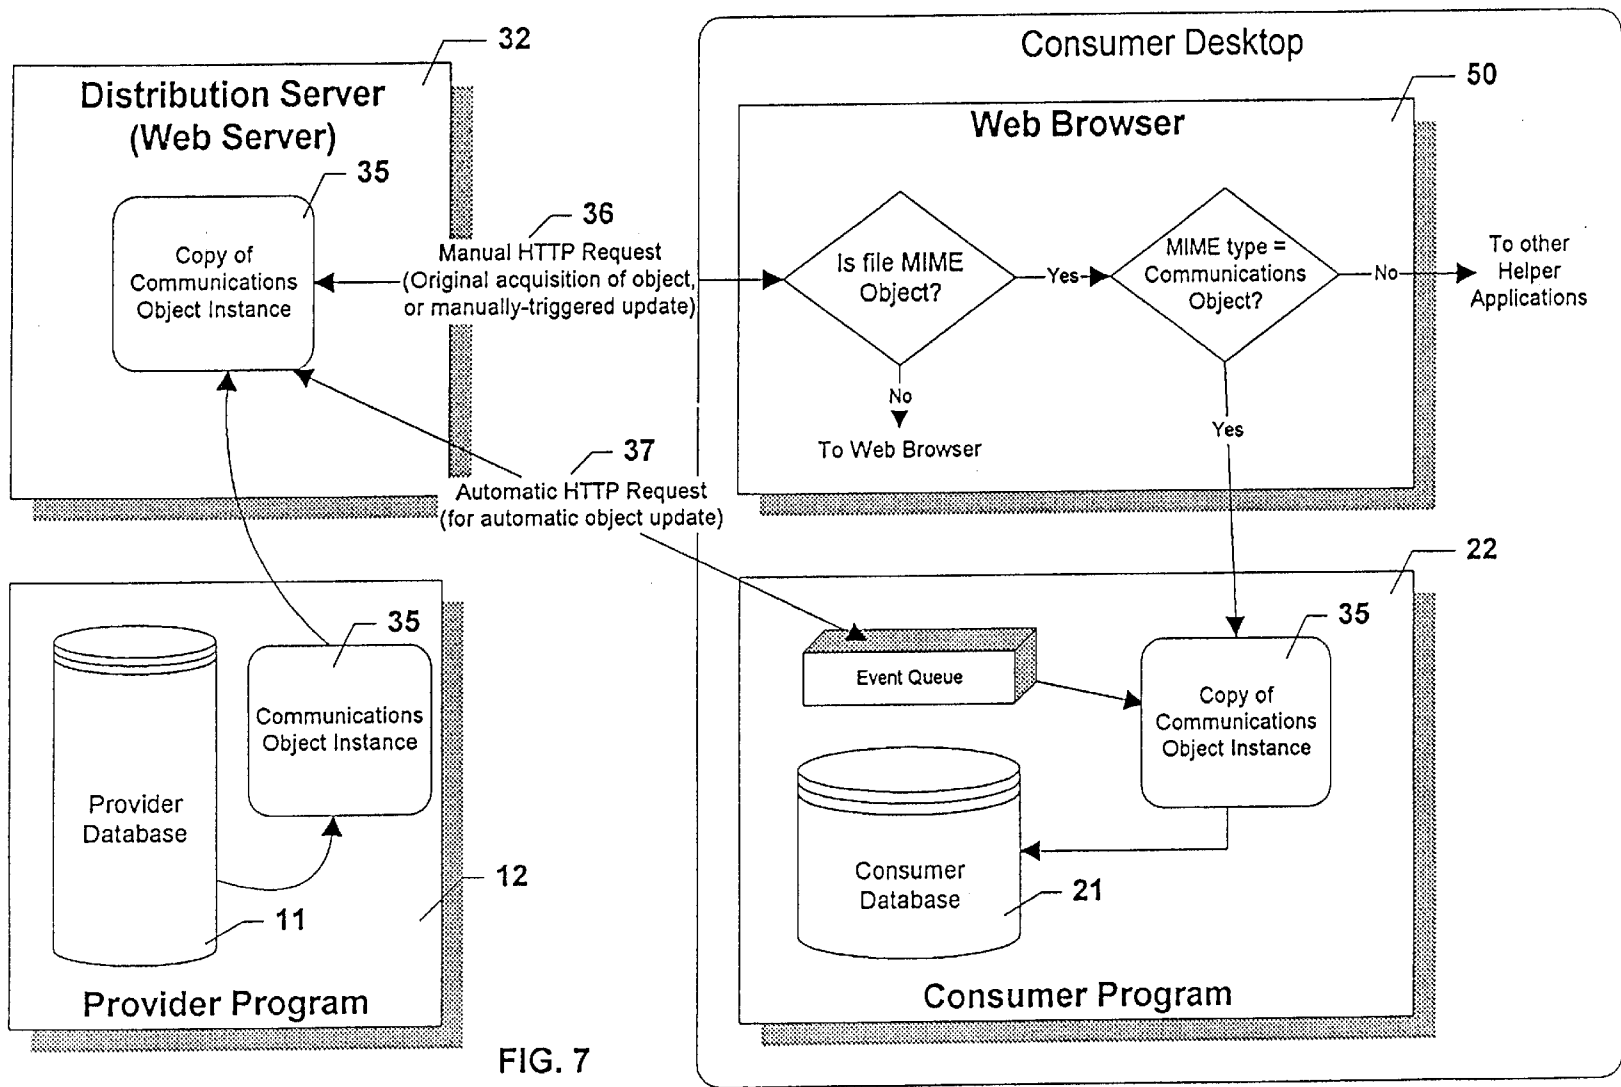 32
Distribution Server
(Web Server)
35
Copy of
Communications
Object Instance
36
Manual HTTP Request
(Original acquisition of object,
or manually-triggered update)
Consumer Desktop
50
Web Browser
Is file MIME
Object?
Yes
MIME type =
Communications
Object?
No
To other
Helper
Applications
No
To Web Browser
Yes
37
Automatic HTTP Request
(for automatic object update)
35
Communications
Object Instance
Provider
Database
11
12
Provider Program
22
35
Event Queue
Copy of
Communications
Object Instance
Consumer
Database
21
Consumer Program
FIG. 7